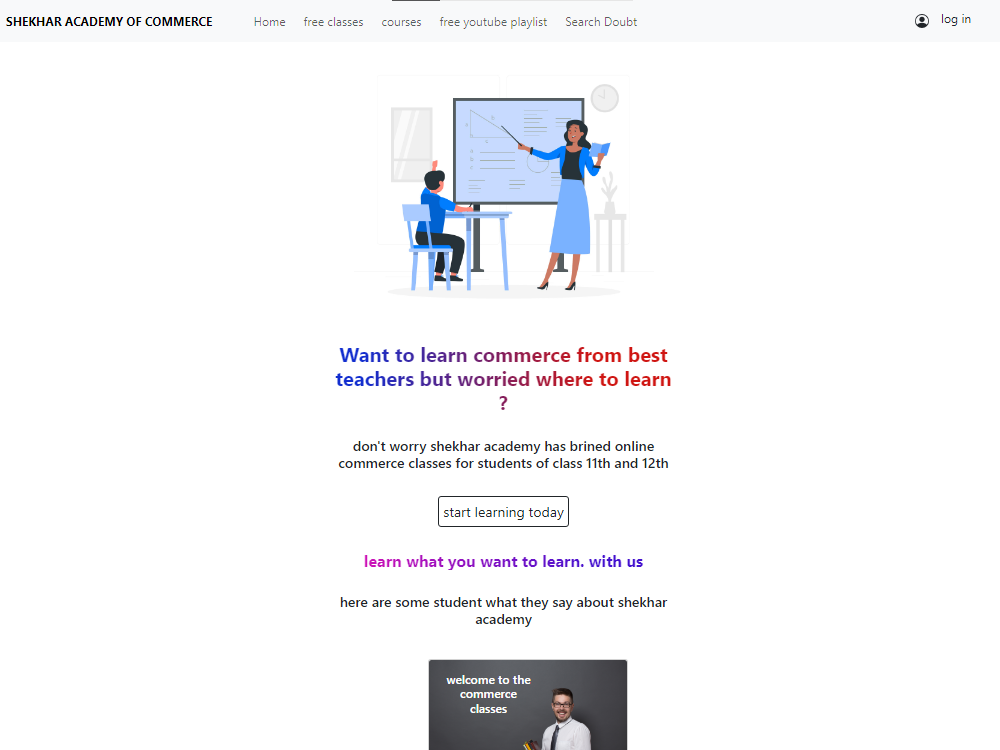 SHEKHAR ACADEMY OF COMMERCE
Home
free classes
courses
free youtube playlist
Search Doubt
log in
Want to learn commerce from best
teachers but worried where to learn
?
don't worry shekhar academy has brined online
commerce classes for students of class 11th and 12th
start learning today
learn what you want to learn. with us
here are some student what they say about shekhar
academy
welcome to the
commerce
classes